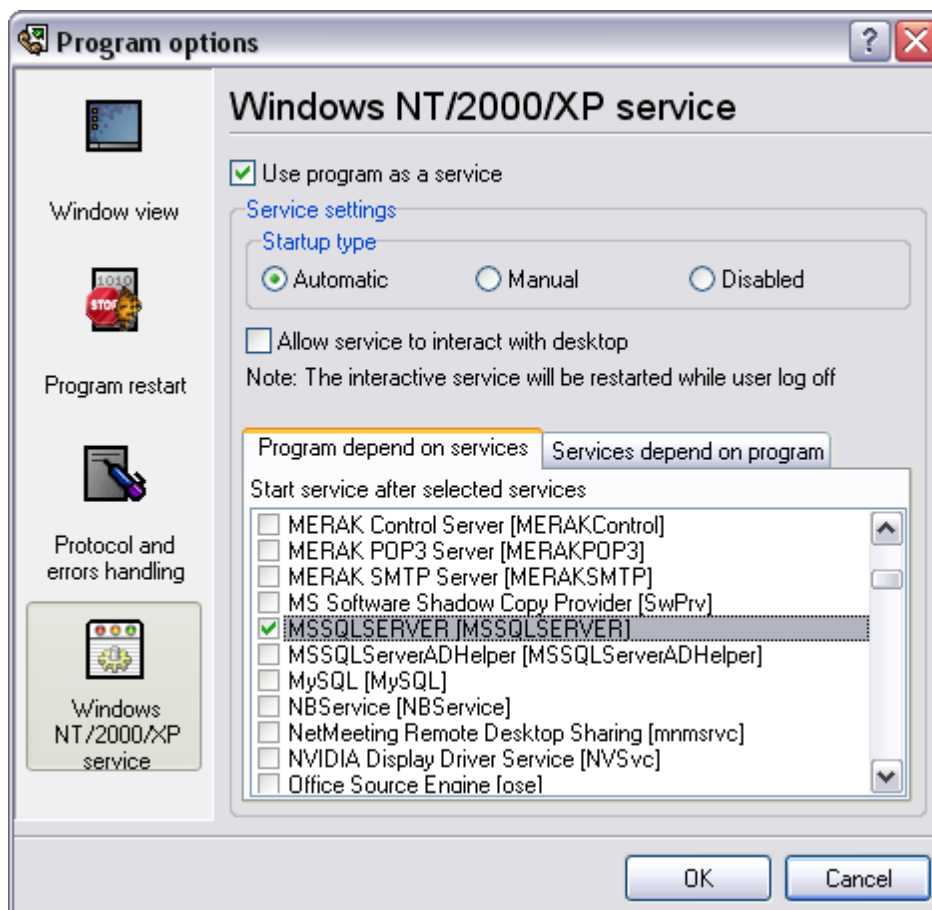 Program options
Window view
1010
STOP
Program restart
Protocol and
errors handling
Windows
NT/2000/XP
service
Windows NT/2000/XP service
Use program as a service
Service settings
Startup type
Automatic Manual Disabled
Allow service to interact with desktop
Note: The interactive service will be restarted while user log off
Program depend on services Services depend on program
Start service after selected services
MERAK Control Server [MERAKControl]
MERAK POP3 Server [MERAKPOP3]
MERAK SMTP Server [MERAKSMTP]
MS Software Shadow Copy Provider [SwPrv]
MSSQLSERVER [MSSQLSERVER]
MSSQLServerADHelper [MSSQLServerADHelper]
MySQL [MySQL]
NBService [NBService]
NetMeeting Remote Desktop Sharing [mnmsrvc]
NVIDIA Display Driver Service [NVSvc]
Office Source Engine [ose]
OK Cancel